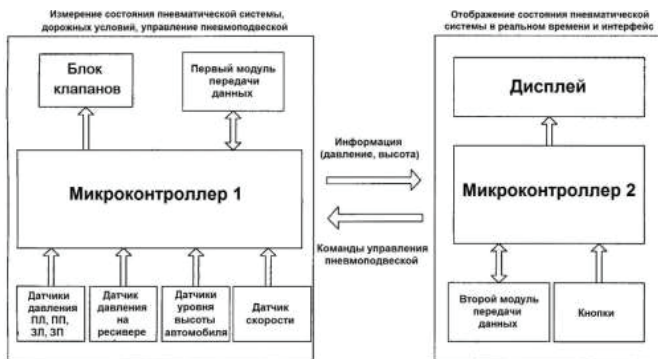 Измерение состояния пневматической системы,
дорожных условий, управление пневмоподвеской
Блок
клапанов
Первый модуль
передачи
данных
Микроконтроллер 1
Датчики
давления
ПЛ, ПП,
ЗЛ, ЗП
Датчик
давления
на
ресивере
Датчики
уровня
высоты
автомобиля
Датчик
скорости
Информация
(давление, высота)
Команды управления
пневмоподвеской
Отображение состояния пневматической
системы в реальном времени и интерфейс
Дисплей
Микроконтроллер 2
Второй модуль
передачи
данных
Кнопки